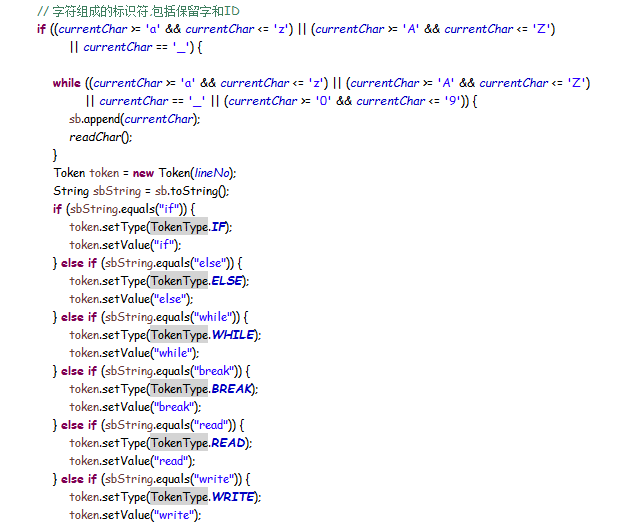 // 字符组成的标识符,包括保留字和ID
if ((currentChar >= 'a' && currentChar <= 'z') || (currentChar >= 'A' && currentChar <= 'Z')
|| currentChar == '_') {
while ((currentChar >= 'a' && currentChar <= 'z') || (currentChar >= 'A' && currentChar <= 'Z')
|| currentChar == '_' || (currentChar >= '0' && currentChar <= '9')) {
sb.append(currentChar);
readChar();
}
Token token = new Token(lineNo);
String sbString = sb.toString();
if (sbString.equals("if")) {
token.setType(TokenType.IF);
token.setValue("if");
} else if (sbString.equals("else")) {
token.setType(TokenType.ELSE);
token.setValue("else");
} else if (sbString.equals("while")) {
token.setType(TokenType.WHILE);
token.setValue("while");
} else if (sbString.equals("break")) {
token.setType(TokenType.BREAK);
token.setValue("break");
} else if (sbString.equals("read")) {
token.setType(TokenType.READ);
token.setValue("read");
} else if (sbString.equals("write")) {
token.setType(TokenType.WRITE);
token.setValue("write");